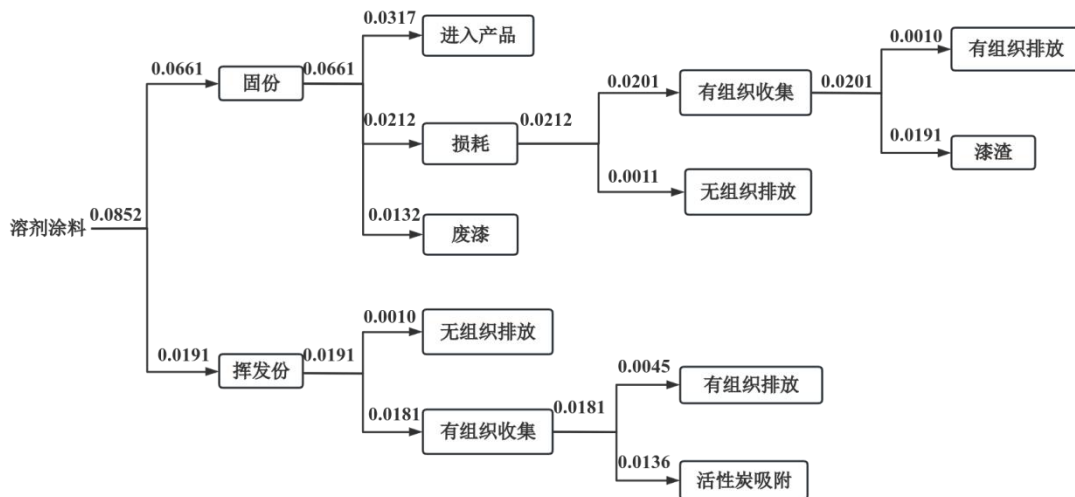 0.0317
进入产品
0.0010
有组织排放
0.0661
固份
0.0661
0.0201
有组织收集
0.0201
0.0212
损耗
0.0212
0.0191
漆渣
0.0011
无组织排放
溶剂涂料
0.0852
0.0132
废漆
0.0010
无组织排放
0.0191
挥发份
0.0191
0.0045
有组织排放
0.0181
有组织收集
0.0181
0.0136
活性炭吸附